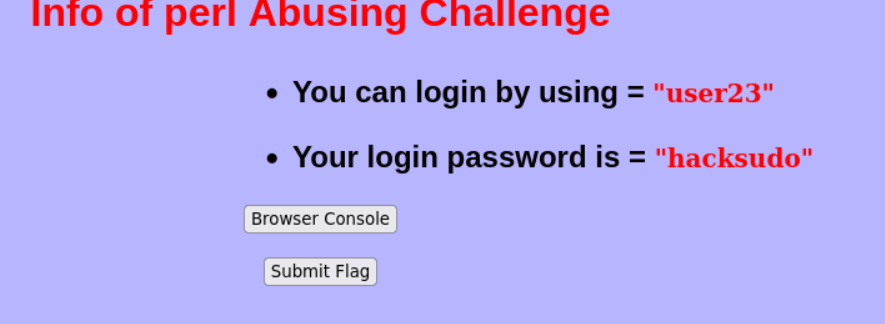 Info of perl Abusing Challenge
• You can login by using = "user23"
• Your login password is = "hacksudo"
Browser Console
Submit Flag